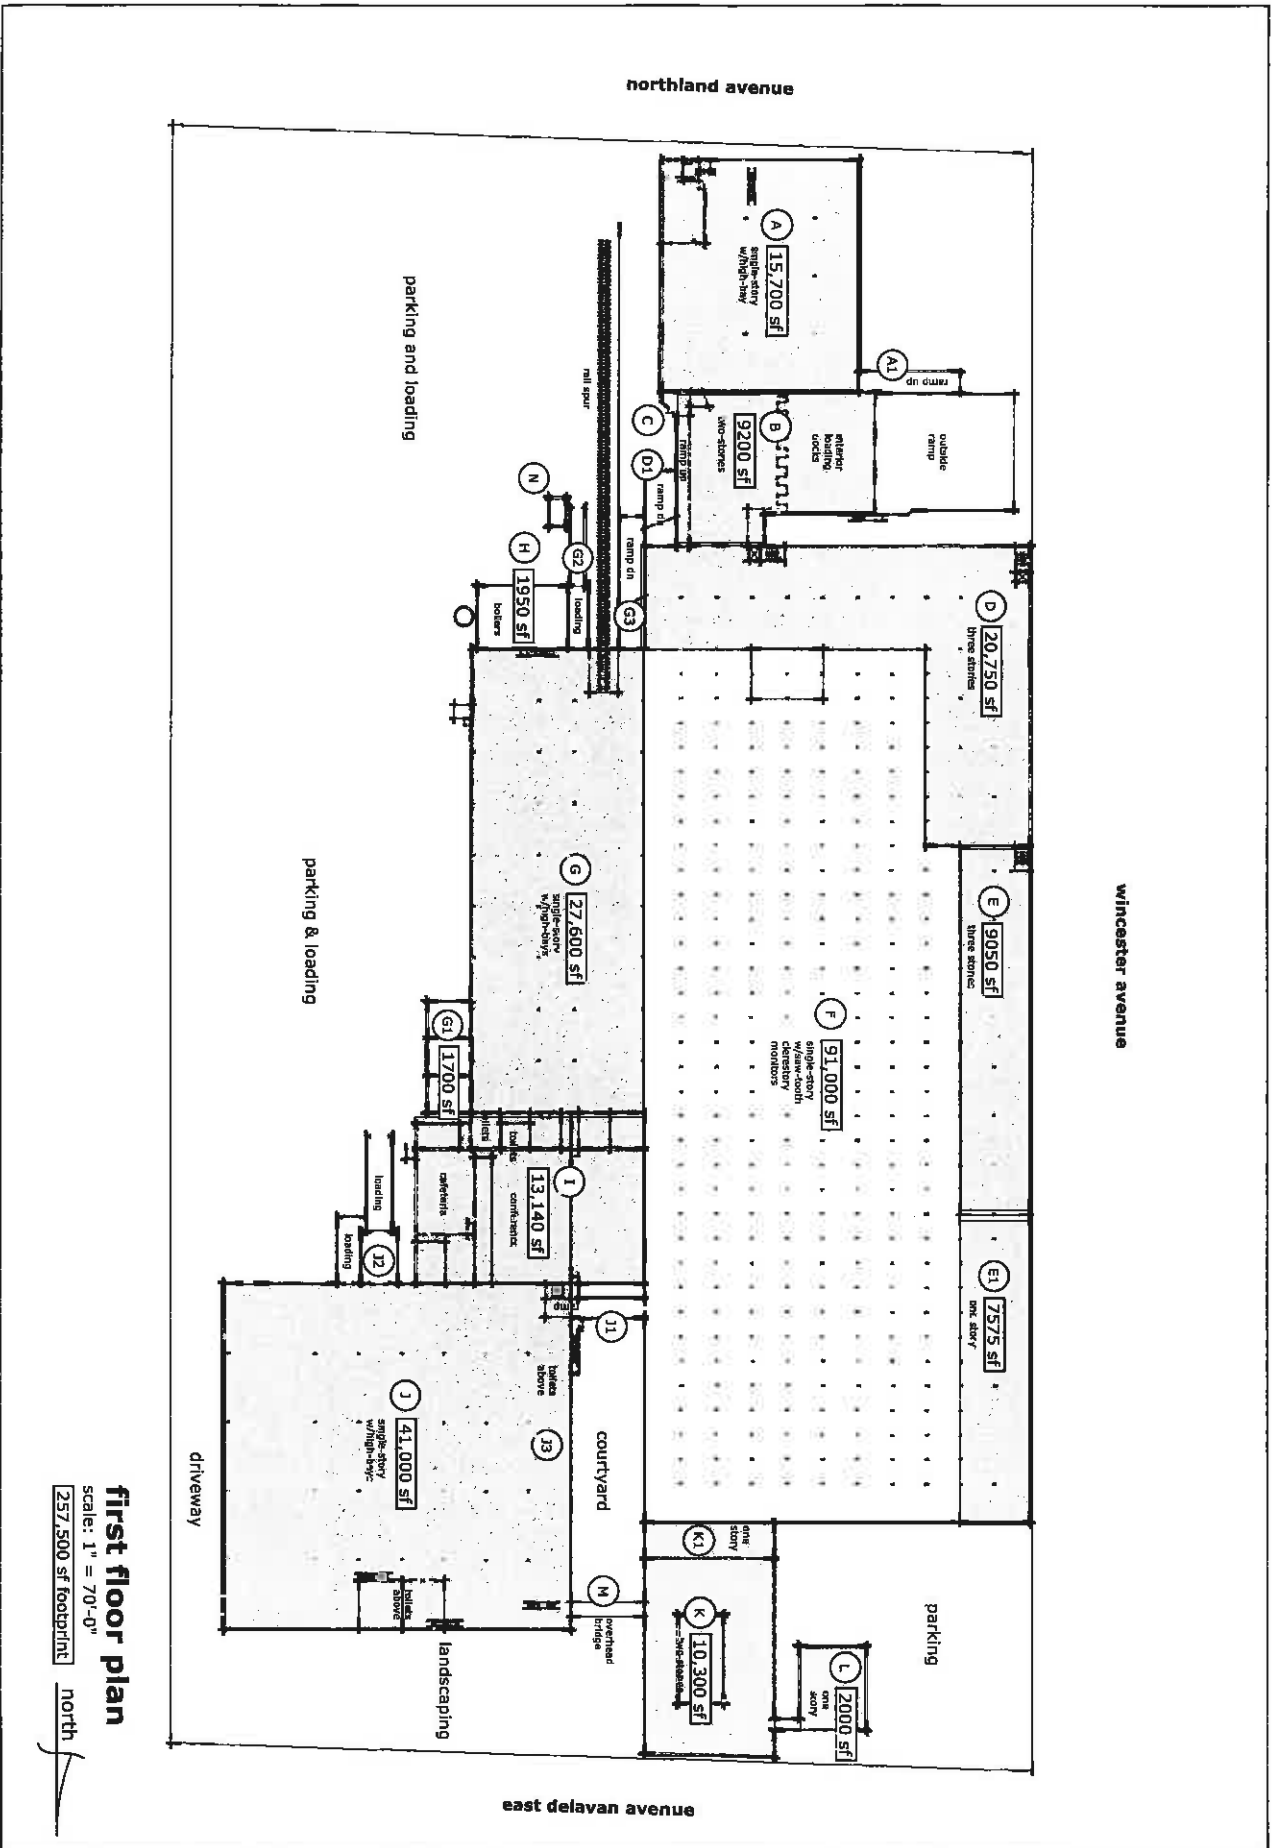 northland avenue
wincester avenue
east delavan avenue
A
15,700 sf
single-story
w/high-bay
A1
ramp up
outside
ramp
interior
loading
docks
B
9200 sf
two-stories
C
ramp up
D1
ramp dn
ramp dn
rail spur
parking and loading
N
H
1950 sf
boilers
G2
loading
G3
D
20,750 sf
three stories
E
9050 sf
three stories
F
91,000 sf
single-story
w/saw-tooth
clerestory
monitors
G
27,600 sf
single-story
w/high-bays
parking & loading
G1
1700 sf
toilets
toilets
I
13,140 sf
conference
cafeteria
loading
loading
J2
E1
7575 sf
one story
J1
toilets
above
J
41,000 sf
single-story
w/high-bays
J3
courtyard
driveway
toilets
above
landscaping
M
overhead
bridge
one
story
K1
K
10,300 sf
two-stories
L
2000 sf
one
story
parking
first floor plan
scale: 1" = 70'-0"
257,500 sf footprint
north